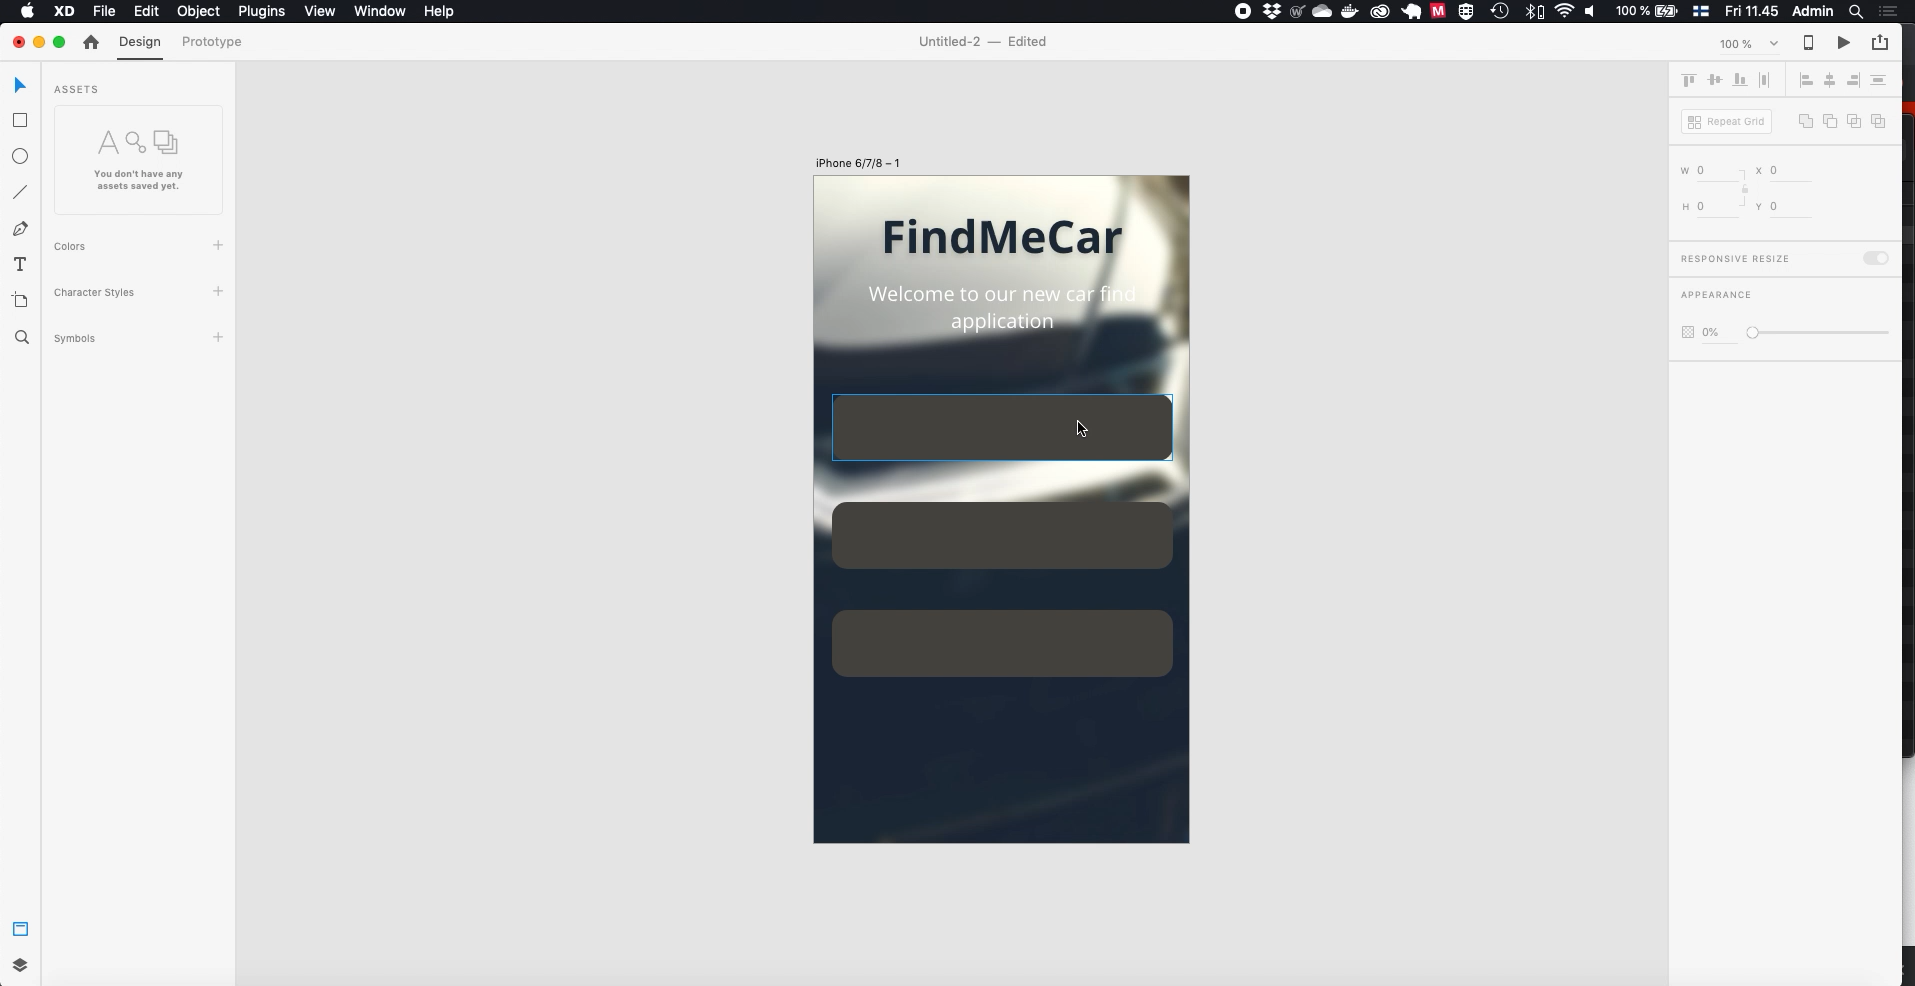 XD File Edit Object Plugins View Window Help
100 % Fri 11.45 Admin
Design Prototype
Untitled-2 — Edited
100 %
ASSETS
You don't have any
assets saved yet.
Colors
Character Styles
Symbols
iPhone 6/7/8 – 1
FindMeCar
Welcome to our new car find
application
Repeat Grid
W 0 X 0
H 0 Y 0
RESPONSIVE RESIZE
APPEARANCE
0%